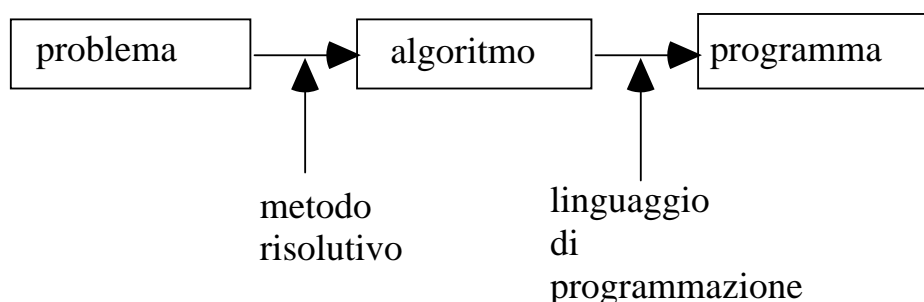 problema
algoritmo
programma
metodo
risolutivo
linguaggio
di
programmazione